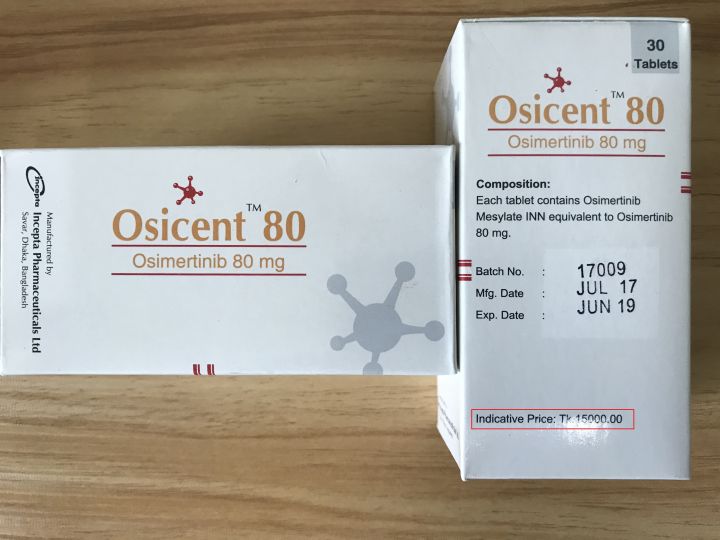 Incepta
Manufactured by
Incepta Pharmaceuticals Ltd
Savar, Dhaka, Bangladesh
Osicent™ 80
Osimertinib 80 mg
30
Tablets
Osicent™ 80
Osimertinib 80 mg
Composition:
Each tablet contains Osimertinib
Mesylate INN equivalent to Osimertinib
80 mg.
Batch No. : 17009
Mfg. Date : JUL 17
Exp. Date : JUN 19
Indicative Price: Tk.15000.00